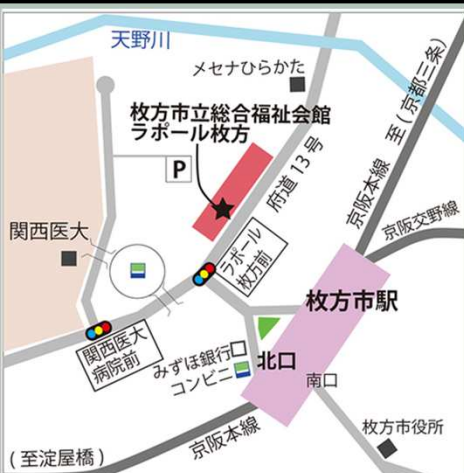 天野川
メセナひらかた
枚方市立総合福祉会館
ラポール枚方
P
府道13号
京阪本線 至(京都三条)
京阪交野線
関西医大
ラポール
枚方前
枚方市駅
関西医大
病院前
みずほ銀行
コンビニ
北口
南口
枚方市役所
京阪本線
(至淀屋橋)